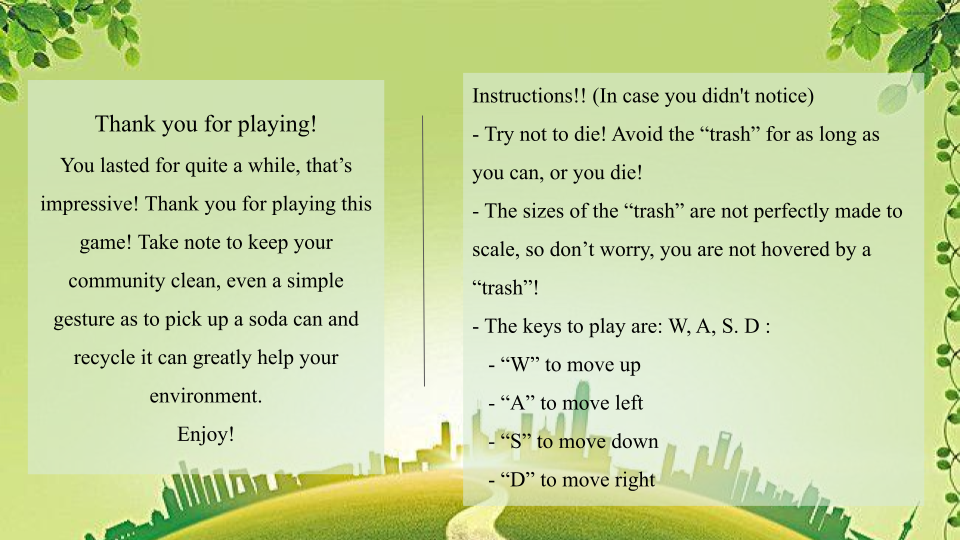 Thank you for playing!
You lasted for quite a while, that’s
impressive! Thank you for playing this
game! Take note to keep your
community clean, even a simple
gesture as to pick up a soda can and
recycle it can greatly help your
environment.
Enjoy!
Instructions!! (In case you didn't notice)
- Try not to die! Avoid the “trash” for as long as
you can, or you die!
- The sizes of the “trash” are not perfectly made to
scale, so don’t worry, you are not hovered by a
“trash”!
- The keys to play are: W, A, S. D :
- “W” to move up
- “A” to move left
- “S” to move down
- “D” to move right